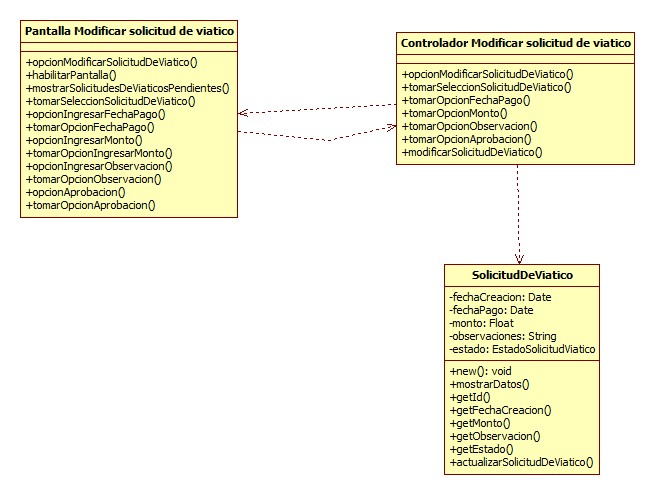 Pantalla Modificar solicitud de viatico
+opcionModificarSolicitudDeViatico()
+habilitarPantalla()
+mostrarSolicitudesDeViaticosPendientes()
+tomarSeleccionSolicitudDeViatico()
+opcionIngresarFechaPago()
+tomarOpcionFechaPago()
+opcionIngresarMonto()
+tomarOpcionIngresarMonto()
+opcionIngresarObservacion()
+tomarOpcionObservacion()
+opcionAprobacion()
+tomarOpcionAprobacion()
Controlador Modificar solicitud de viatico
+opcionModificarSolicitudDeViatico()
+tomarSeleccionSolicitudDeViatico()
+tomarOpcionFechaPago()
+tomarOpcionMonto()
+tomarOpcionObservacion()
+tomarOpcionAprobacion()
+modificarSolicitudDeViatico()
SolicitudDeViatico
-fechaCreacion: Date
-fechaPago: Date
-monto: Float
-observaciones: String
-estado: EstadoSolicitudViatico
+new(): void
+mostrarDatos()
+getId()
+getFechaCreacion()
+getMonto()
+getObservacion()
+getEstado()
+actualizarSolicitudDeViatico()